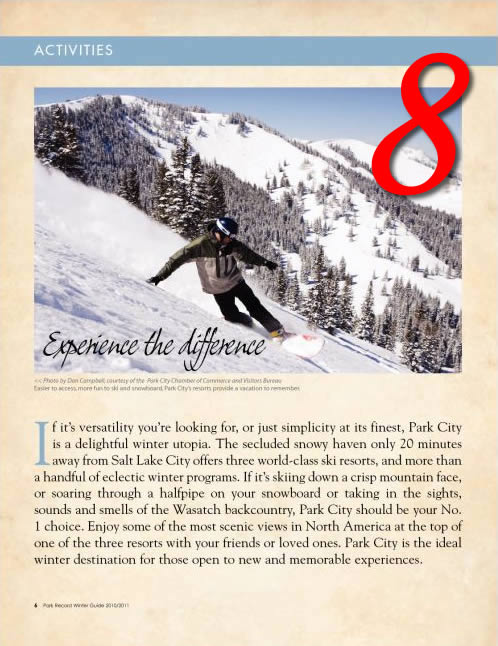 ACTIVITIES
8
Experience the difference
<< Photo by Dan Campbell, courtesy of the Park City Chamber of Commerce and Visitors Bureau
Easier to access, more fun to ski and snowboard, Park City's resorts provide a vacation to remember.
If it's versatility you're looking for, or just simplicity at its finest, Park City
is a delightful winter utopia. The secluded snowy haven only 20 minutes
away from Salt Lake City offers three world-class ski resorts, and more than
a handful of eclectic winter programs. If it's skiing down a crisp mountain face,
or soaring through a halfpipe on your snowboard or taking in the sights,
sounds and smells of the Wasatch backcountry, Park City should be your No.
1 choice. Enjoy some of the most scenic views in North America at the top of
one of the three resorts with your friends or loved ones. Park City is the ideal
winter destination for those open to new and memorable experiences.
6 Park Record Winter Guide 2010/2011